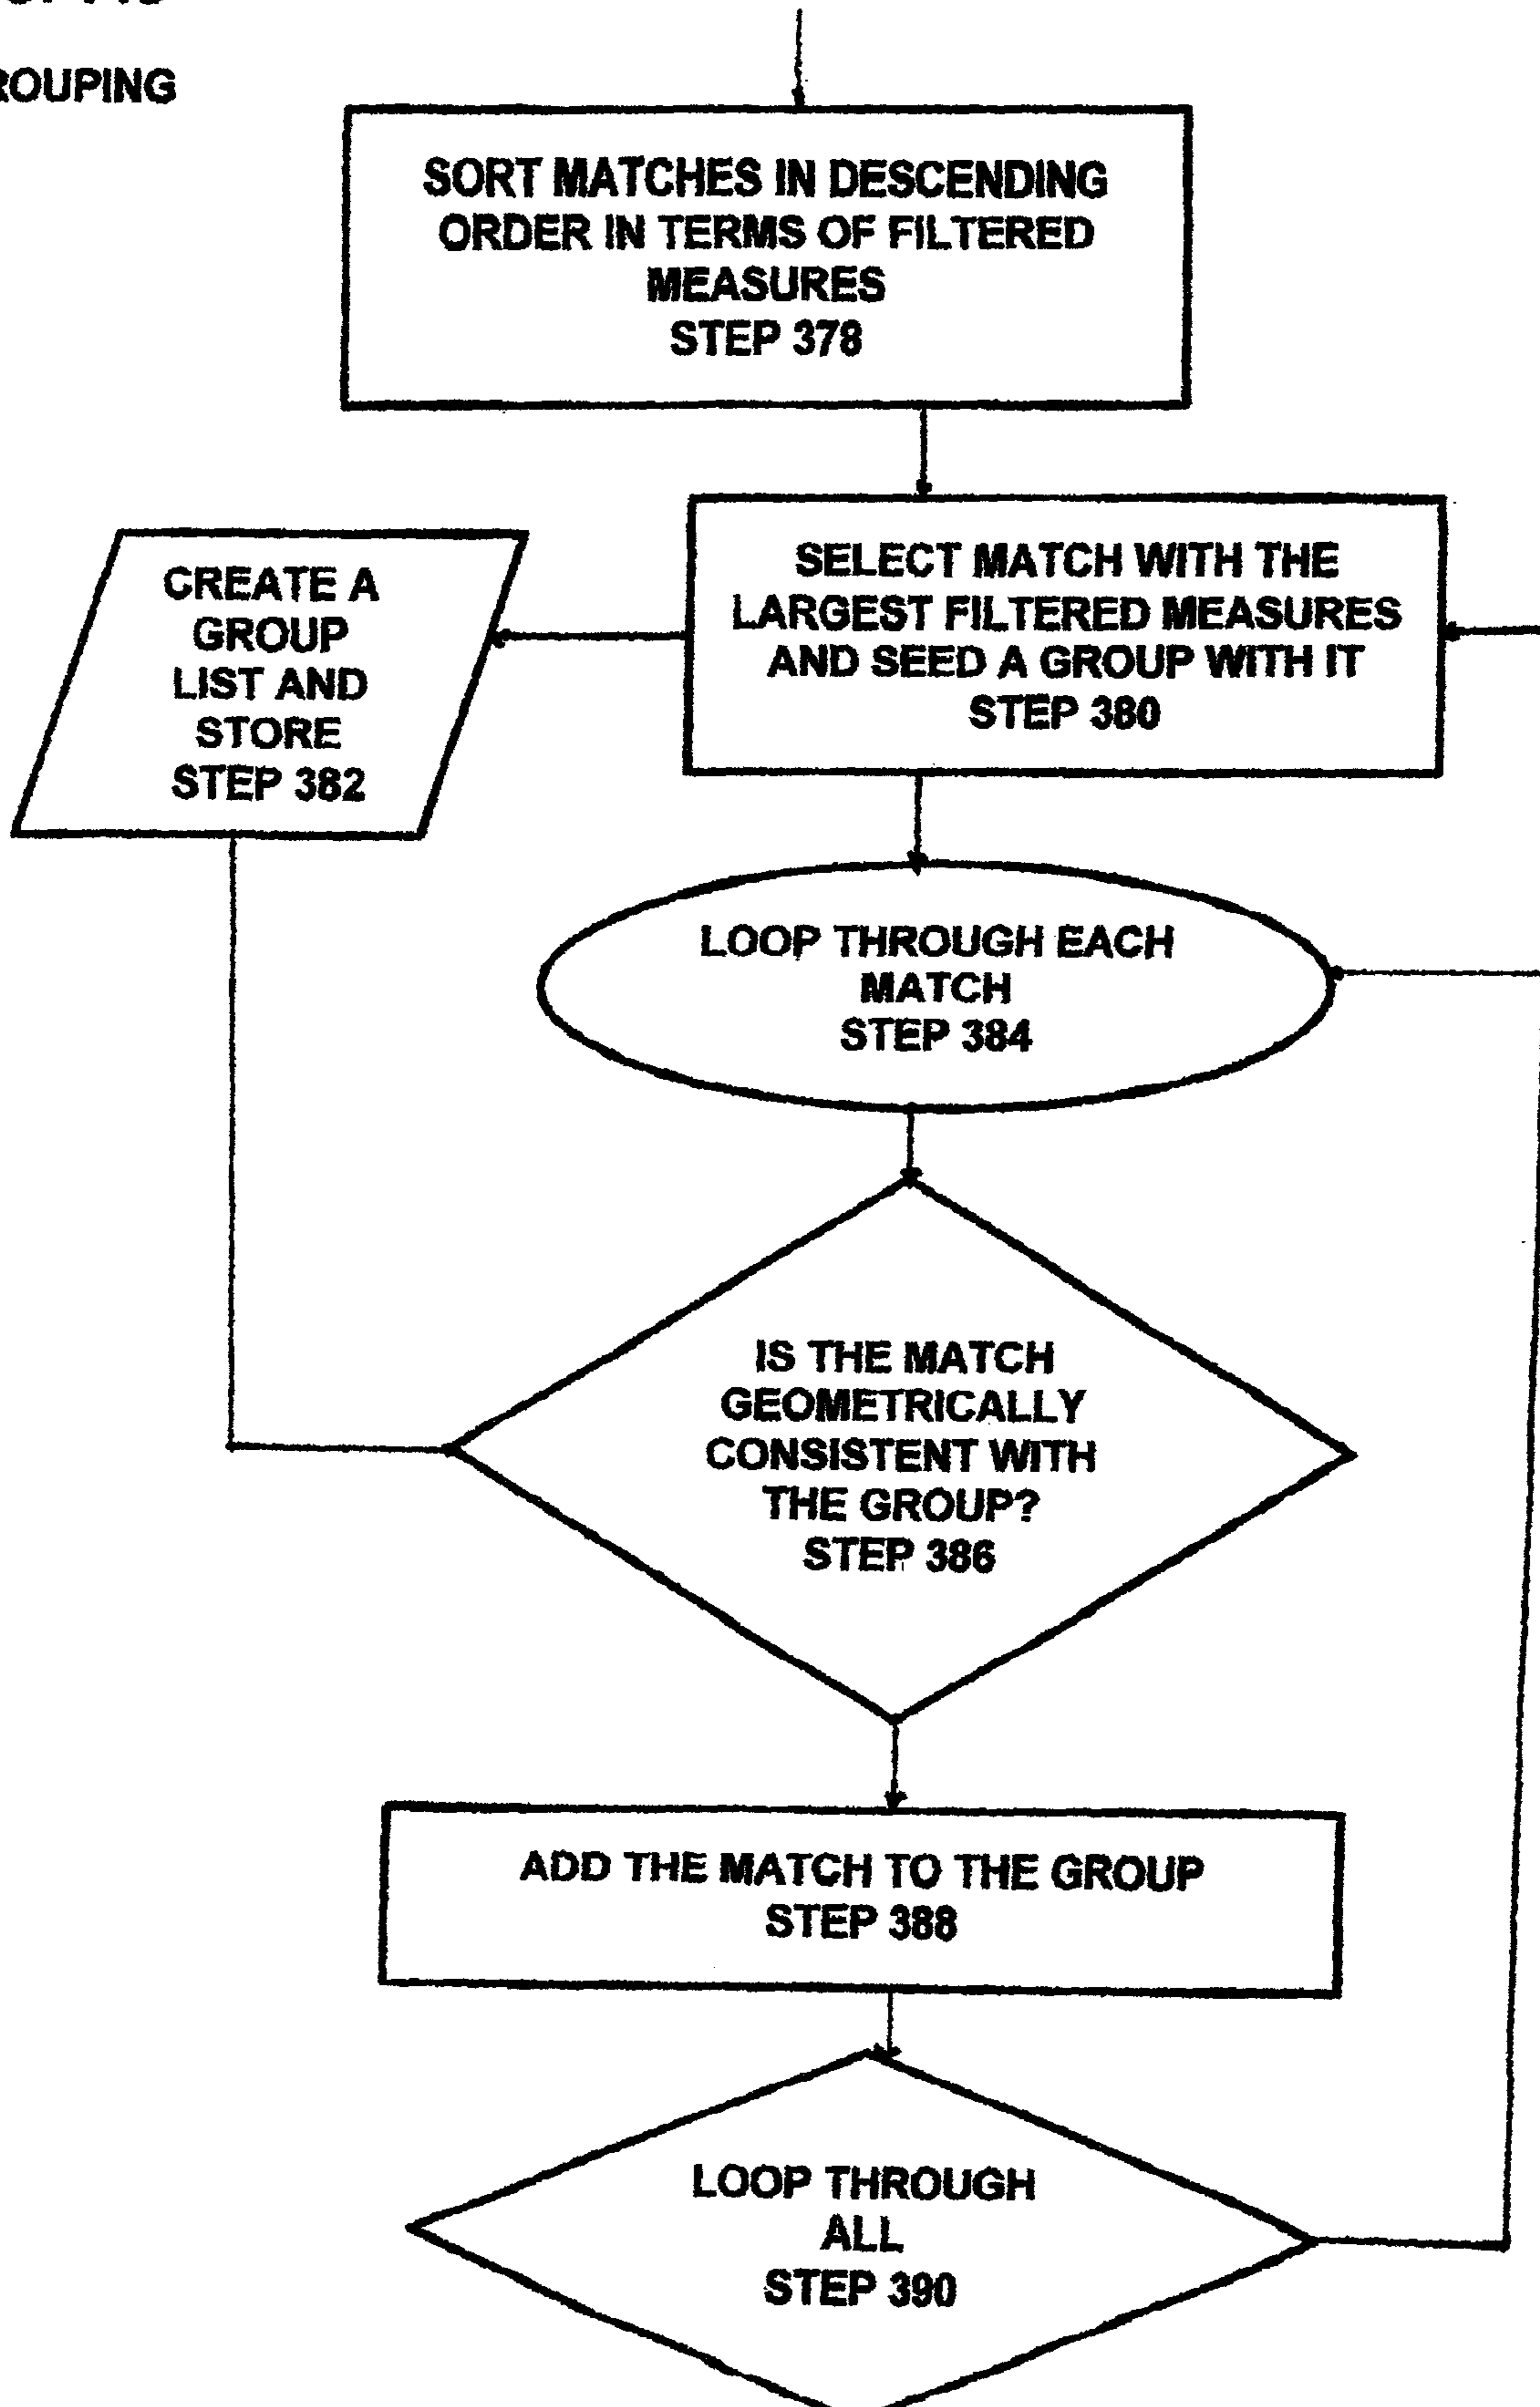 SORT MATCHES IN DESCENDING
ORDER IN TERMS OF FILTERED
MEASURES
STEP 378
CREATE A
GROUP
LIST AND
STORE
STEP 382
SELECT MATCH WITH THE
LARGEST FILTERED MEASURES
AND SEED A GROUP WITH IT
STEP 380
LOOP THROUGH EACH
MATCH
STEP 384
IS THE MATCH
GEOMETRICALLY
CONSISTENT WITH
THE GROUP?
STEP 386
ADD THE MATCH TO THE GROUP
STEP 388
LOOP THROUGH
ALL
STEP 390